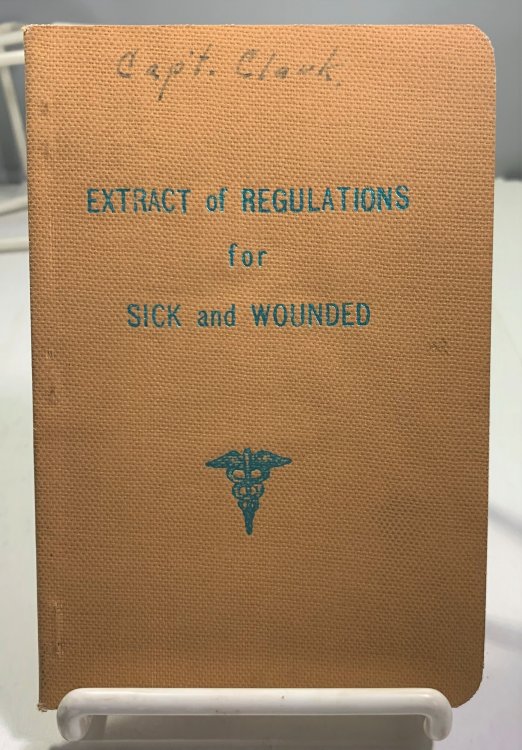 Capt. Clark.
EXTRACT of REGULATIONS
for
SICK and WOUNDED